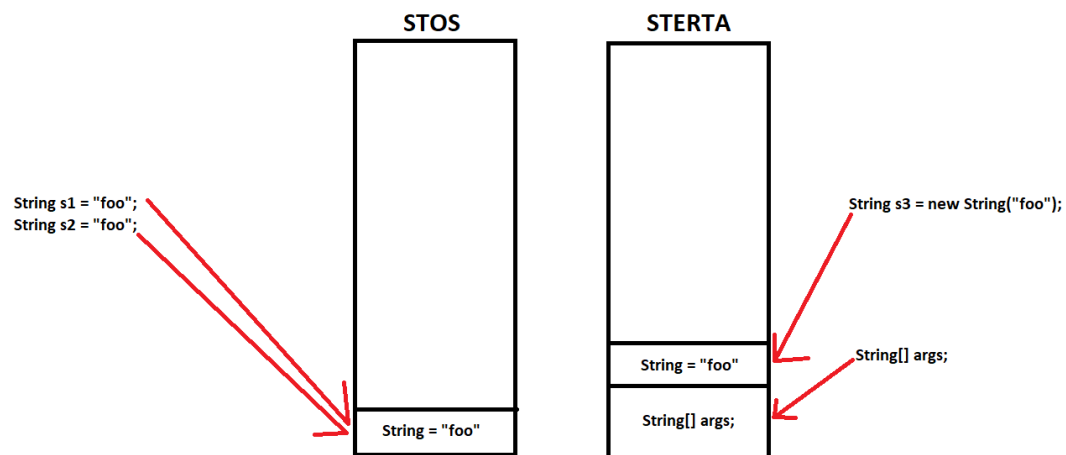 STOS
STERTA
String s1 = "foo";
String s2 = "foo";
String s3 = new String("foo");
String = "foo"
String[] args;
String[] args;
String = "foo"